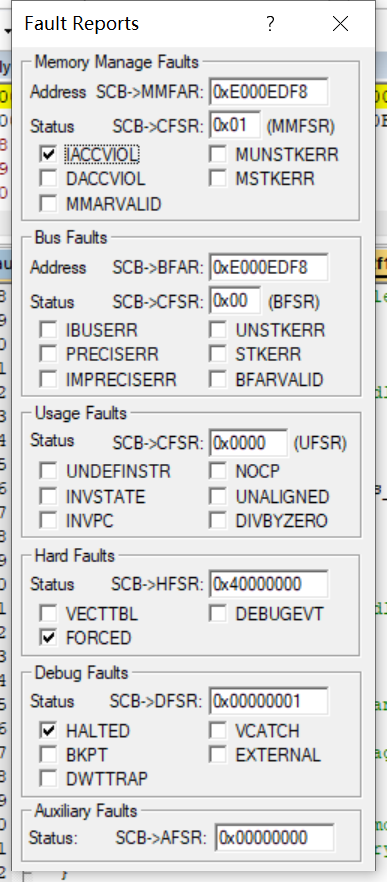 Fault Reports ?
Memory Manage Faults
Address SCB->MMFAR: 0xE000EDF8
Status SCB->CFSR: 0x01 (MMFSR)
IACCVIOL MUNSTKERR
DACCVIOL MSTKERR
MMARVALID
Bus Faults
Address SCB->BFAR: 0xE000EDF8
Status SCB->CFSR: 0x00 (BFSR)
IBUSERR UNSTKERR
PRECISERR STKERR
IMPRECISERR BFARVALID
Usage Faults
Status SCB->CFSR: 0x0000 (UFSR)
UNDEFINSTR NOCP
INVSTATE UNALIGNED
INVPC DIVBYZERO
Hard Faults
Status SCB->HFSR: 0x40000000
VECTTBL DEBUGEVT
FORCED
Debug Faults
Status SCB->DFSR: 0x00000001
HALTED VCATCH
BKPT EXTERNAL
DWTTRAP
Auxiliary Faults
Status: SCB->AFSR: 0x00000000